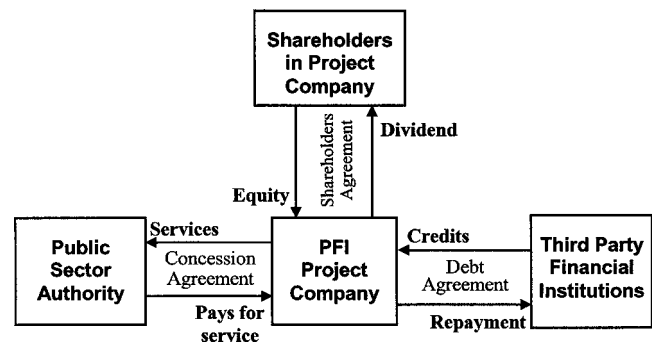 Shareholders
in Project
Company
Dividend
Shareholders
Agreement
Equity
Public
Sector
Authority
Services
Concession
Agreement
Pays for
service
PFI
Project
Company
Credits
Debt
Agreement
Repayment
Third Party
Financial
Institutions